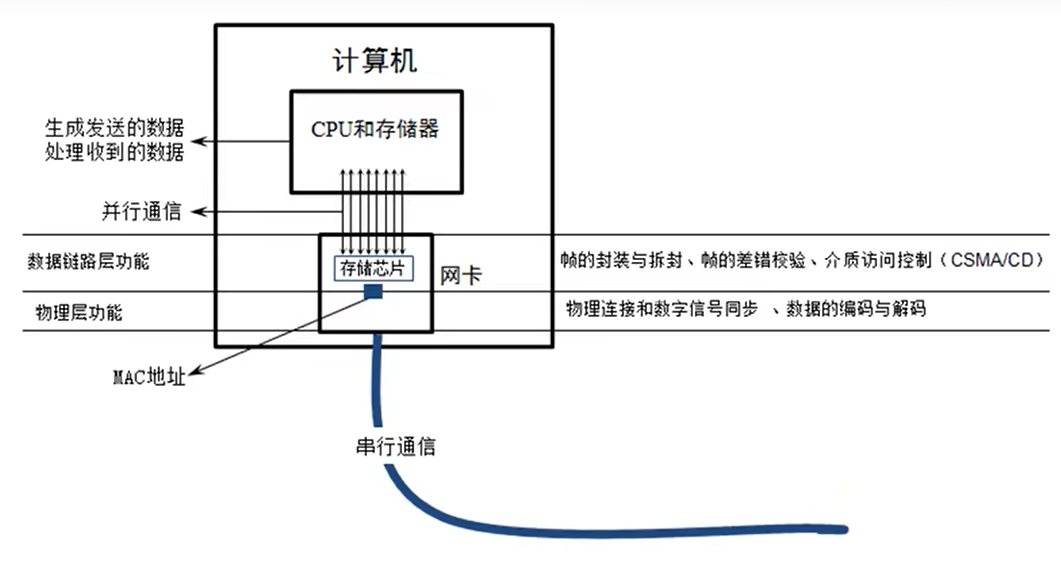 计算机
CPU和存储器
生成发送的数据
处理收到的数据
并行通信
数据链路层功能
存储芯片
网卡
帧的封装与拆封、帧的差错校验、介质访问控制（CSMA/CD）
物理层功能
物理连接和数字信号同步 、数据的编码与解码
MAC地址
串行通信